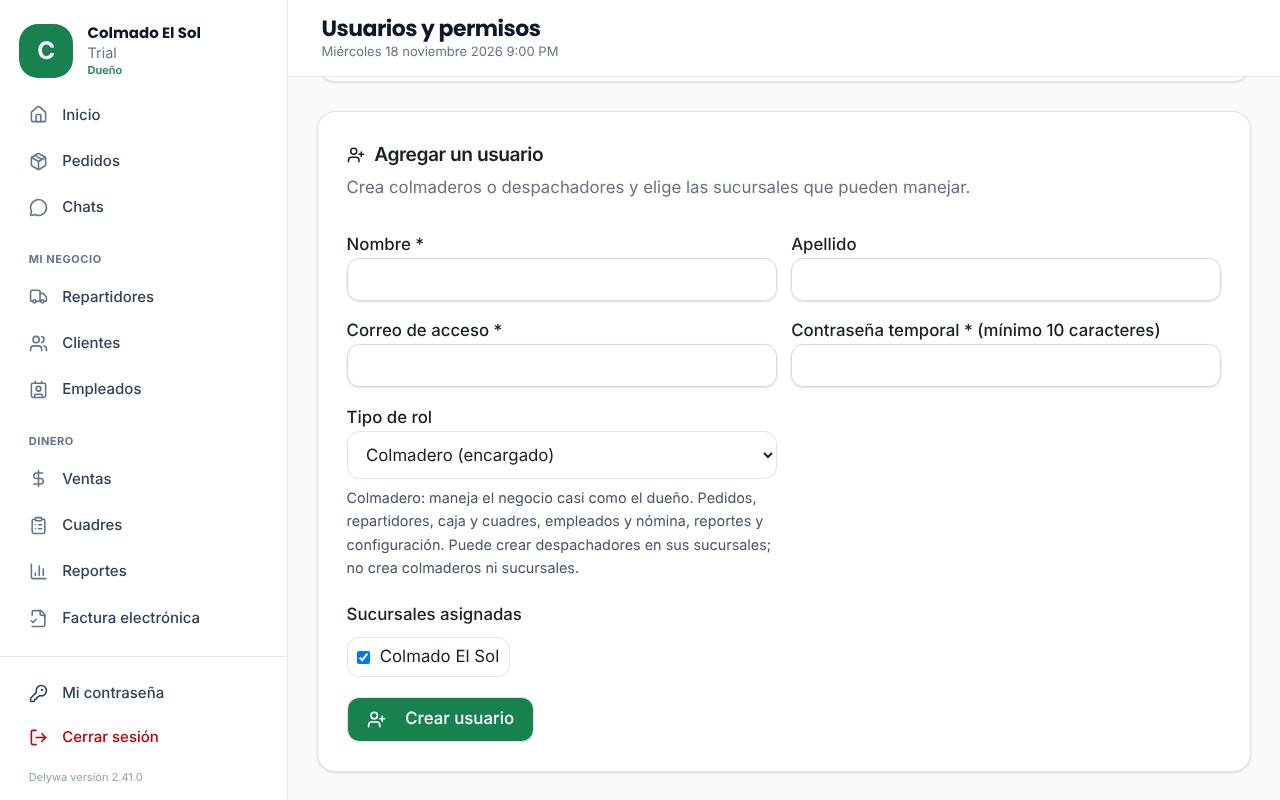 C
Colmado El Sol
Trial
Dueño
Inicio
Pedidos
Chats
MI NEGOCIO
Repartidores
Clientes
Empleados
DINERO
Ventas
Cuadres
Reportes
Factura electrónica
Mi contraseña
Cerrar sesión
Delywa versión 2.41.0
Usuarios y permisos
Miércoles 18 noviembre 2026 9:00 PM
Agregar un usuario
Crea colmaderos o despachadores y elige las sucursales que pueden manejar.
Nombre *
Apellido
Correo de acceso *
Contraseña temporal * (mínimo 10 caracteres)
Tipo de rol
Colmadero (encargado)
Colmadero: maneja el negocio casi como el dueño. Pedidos,
repartidores, caja y cuadres, empleados y nómina, reportes y
configuración. Puede crear despachadores en sus sucursales;
no crea colmaderos ni sucursales.
Sucursales asignadas
Colmado El Sol
Crear usuario